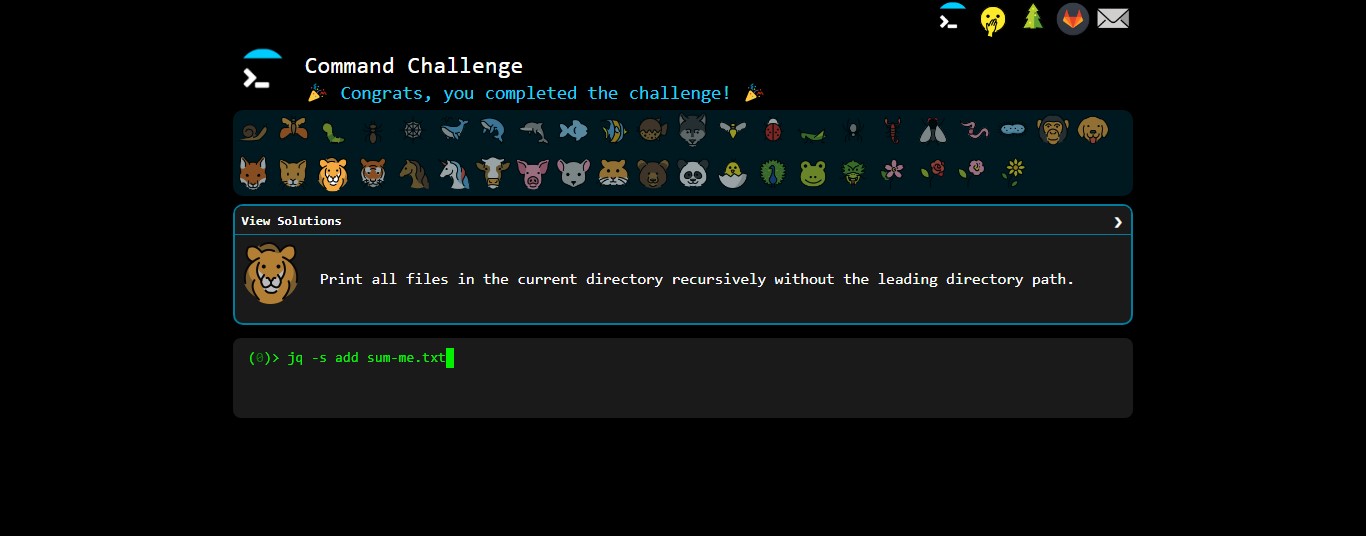 Command Challenge
Congrats, you completed the challenge!
View Solutions
Print all files in the current directory recursively without the leading directory path.
(0)> jq -s add sum-me.txt